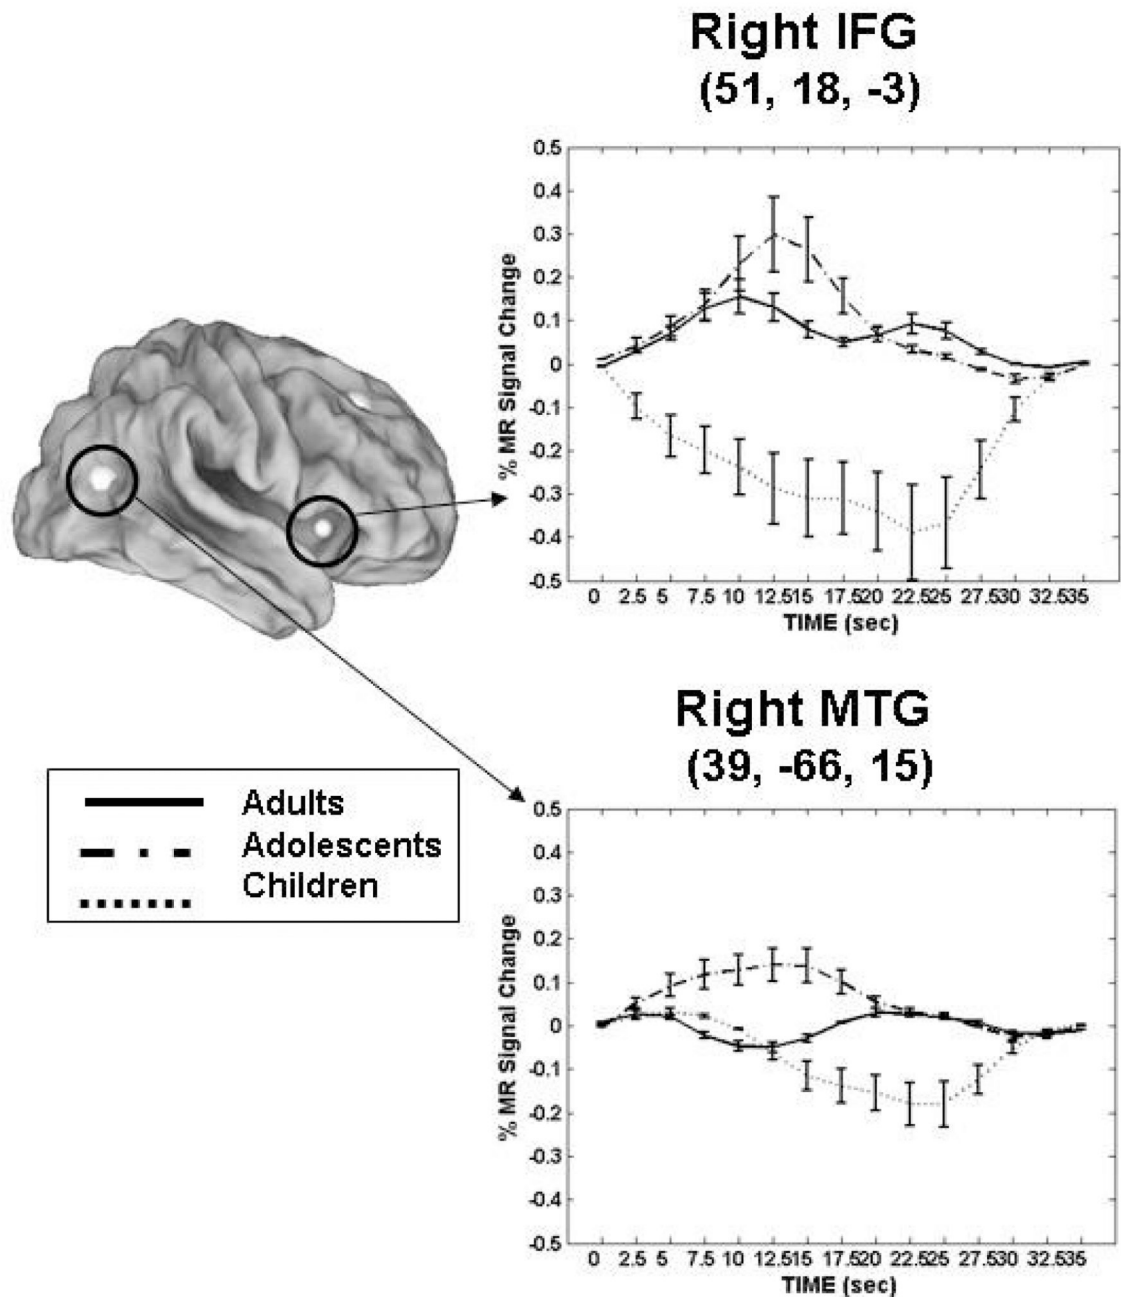 Right IFG
(51, 18, -3)
0.5
0.4
0.3
0.2
0.1
0
-0.1
-0.2
-0.3
-0.4
-0.5
% MR Signal Change
0 2.5 5 7.5 10 12.515 17.520 22.525 27.530 32.535
TIME (sec)
Right MTG
(39, -66, 15)
Adults
Adolescents
Children
0.5
0.4
0.3
0.2
0.1
0
-0.1
-0.2
-0.3
-0.4
-0.5
% MR Signal Change
0 2.5 5 7.5 10 12.515 17.520 22.525 27.530 32.535
TIME (sec)